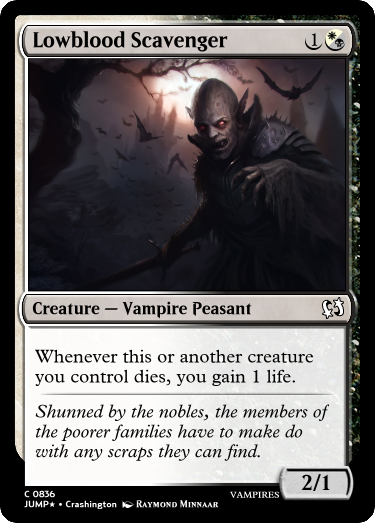 Lowblood Scavenger 1
Creature — Vampire Peasant
Whenever this or another creature
you control dies, you gain 1 life.
Shunned by the nobles, the members of
the poorer families have to make do
with any scraps they can find.
2/1
C 0836
JUMP★ • Crashington Raymond Minnaar
VAMPIRES